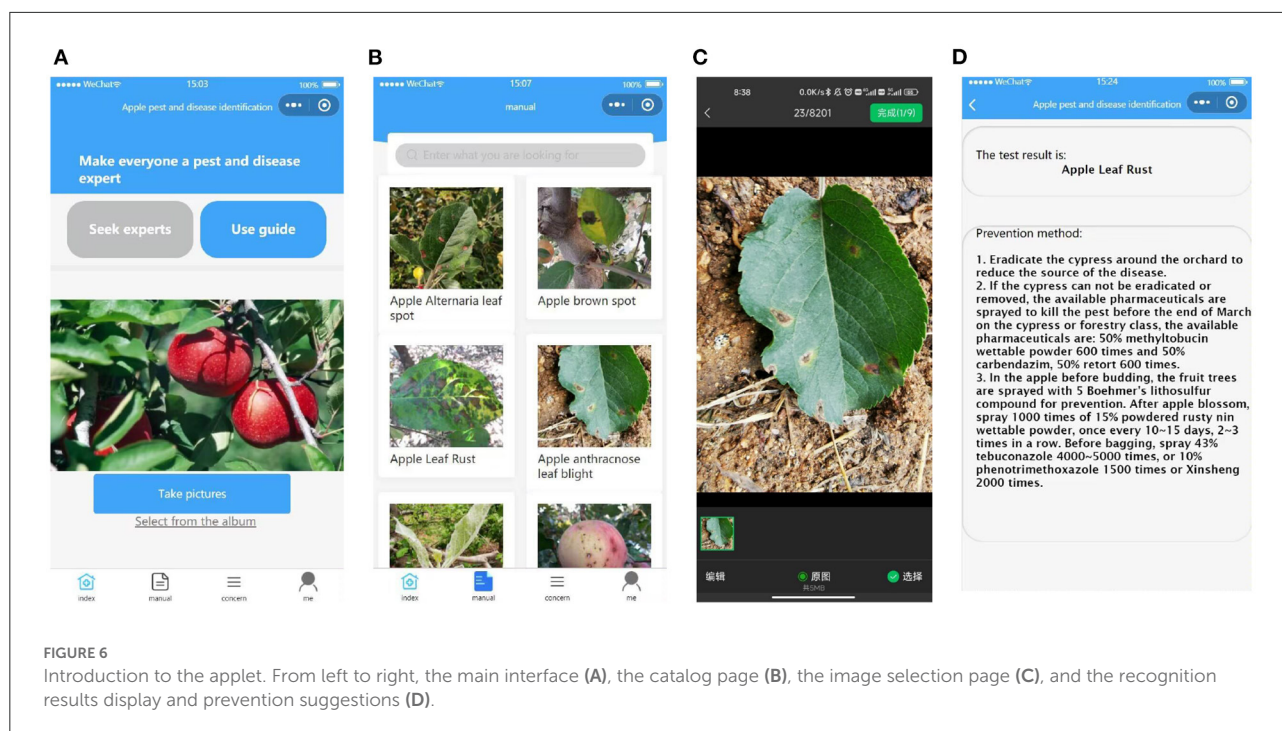 A
B
C
D
WeChat 15:03 100%
Apple pest and disease identification
Make everyone a pest and disease
expert
Seek experts
Use guide
Take pictures
Select from the album
index
manual
concern
me
WeChat 15:07 100%
manual
Enter what you are looking for
Apple Alternaria leaf
spot
Apple brown spot
Apple Leaf Rust
Apple anthracnose
leaf blight
index
manual
concern
me
8:38 0.0K/s
23/8201
完成(1/9)
编辑
原图
共5MB
选择
WeChat 15:24 100%
Apple pest and disease identification
The test result is:
Apple Leaf Rust
Prevention method:
1. Eradicate the cypress around the orchard to
reduce the source of the disease.
2. If the cypress can not be eradicated or
removed, the available pharmaceuticals are
sprayed to kill the pest before the end of March
on the cypress or forestry class, the available
pharmaceuticals are: 50% methyltobucin
wettable powder 600 times and 50%
carbendazim, 50% retort 600 times.
3. In the apple before budding, the fruit trees
are sprayed with 5 Boehmer's lithosulfur
compound for prevention. After apple blossom,
spray 1000 times of 15% powdered rusty nin
wettable powder, once every 10~15 days, 2~3
times in a row. Before bagging, spray 43%
tebuconazole 4000~5000 times, or 10%
phenotrimethoxazole 1500 times or Xinsheng
2000 times.
FIGURE 6
Introduction to the applet. From left to right, the main interface (A), the catalog page (B), the image selection page (C), and the recognition
results display and prevention suggestions (D).